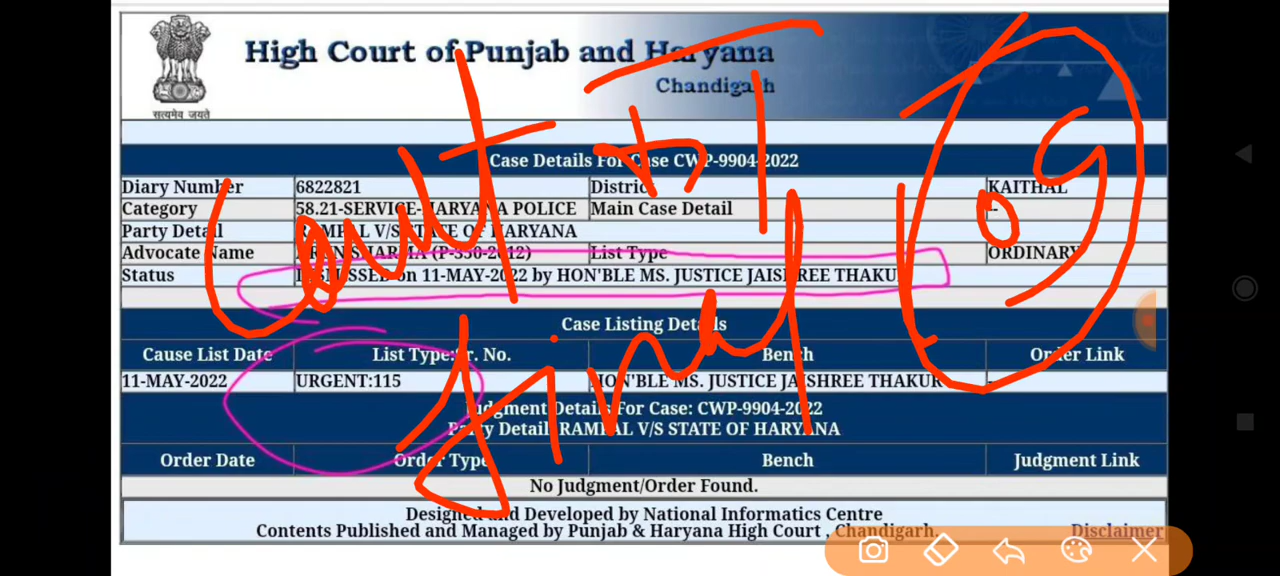 High Court of Punjab and Haryana
Chandigarh
सत्यमेव जयते
Case Details For Case CWP-9904-2022
Diary Number 6822821 District KAITHAL
Category 58.21-SERVICE-HARYANA POLICE Main Case Detail --
Party Detail RAMPAL V/S STATE OF HARYANA
Advocate Name SHARMA (P-350-2012) List Type ORDINARY
Status DISMISSED on 11-MAY-2022 by HON'BLE MS. JUSTICE JAISHREE THAKUR
Case Listing Details
Cause List Date List Type:Sr. No. Bench Order Link
11-MAY-2022 URGENT:115 HON'BLE MS. JUSTICE JAISHREE THAKUR --
Judgment Details For Case: CWP-9904-2022
Party Detail: RAMPAL V/S STATE OF HARYANA
Order Date Order Type Bench Judgment Link
No Judgment/Order Found.
Designed and Developed by National Informatics Centre
Contents Published and Managed by Punjab & Haryana High Court , Chandigarh.
Disclaimer